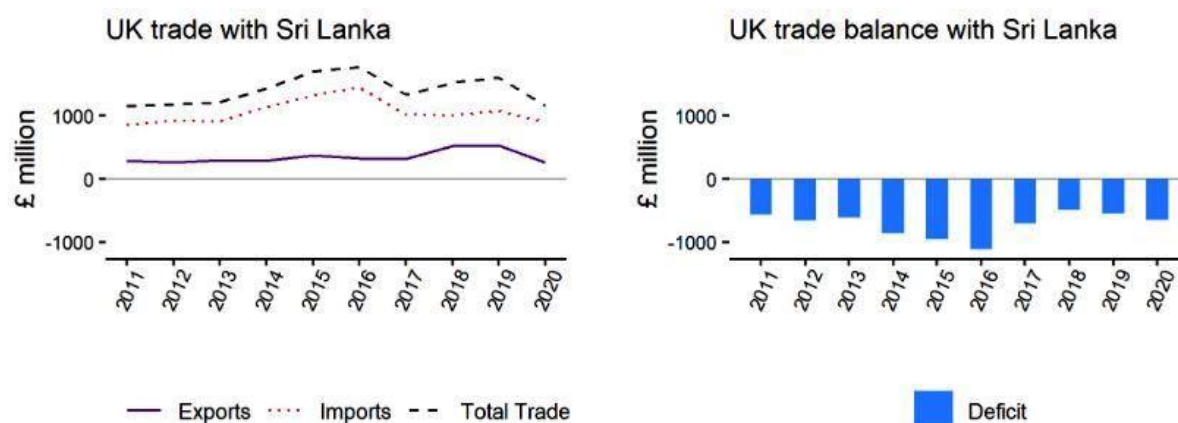 UK trade with Sri Lanka
£ million
1000
0
-1000
2011 2012 2013 2014 2015 2016 2017 2018 2019 2020
Exports Imports Total Trade
UK trade balance with Sri Lanka
£ million
1000
0
-1000
2011 2012 2013 2014 2015 2016 2017 2018 2019 2020
Deficit